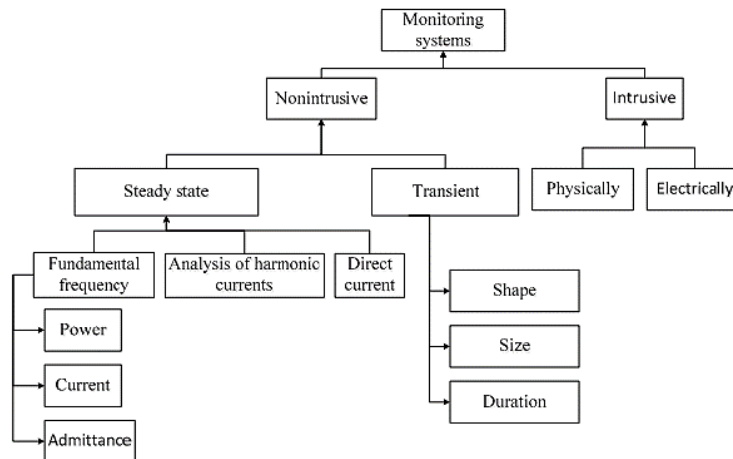 Monitoring
systems
Nonintrusive
Intrusive
Steady state
Transient
Physically
Electrically
Fundamental
frequency
Analysis of harmonic
currents
Direct
current
Shape
Power
Size
Current
Duration
Admittance